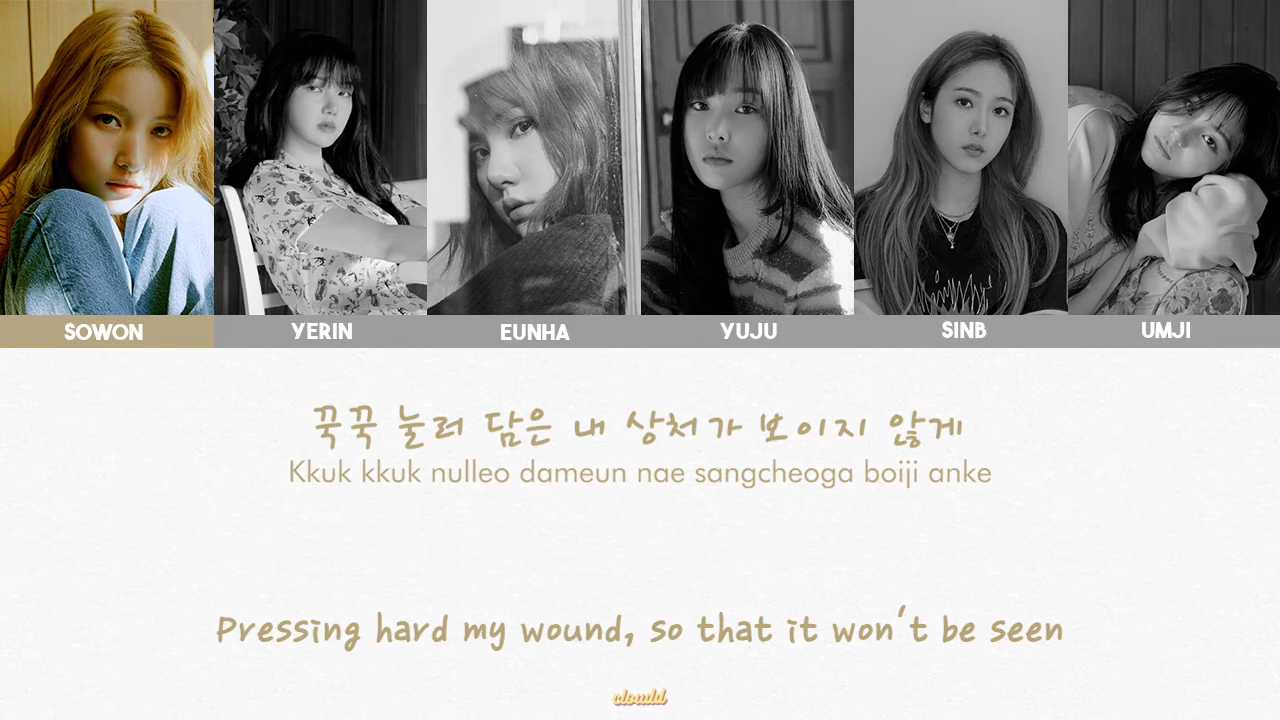 SOWON YERIN EUNHA YUJU SINB UMJI
꾹꾹 눌러 담은 내 상처가 보이지 않게
Kkuk kkuk nulleo dameun nae sangcheoga boiji anke
Pressing hard my wound, so that it won't be seen
cloudd